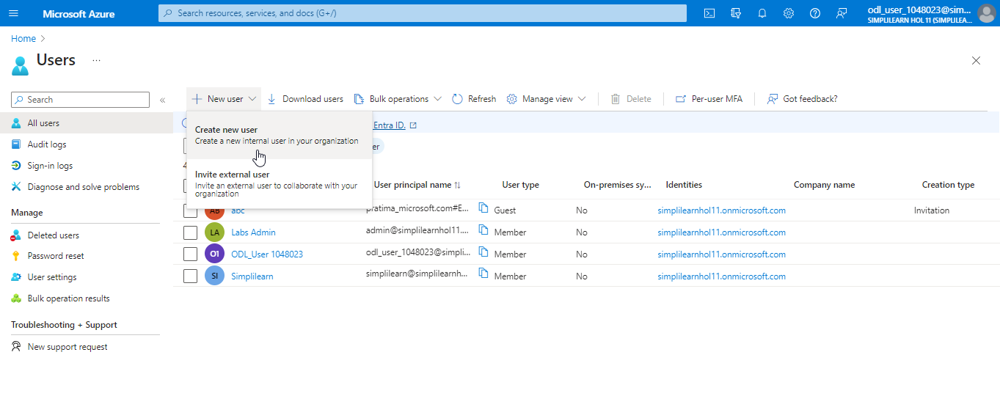 Microsoft Azure
Search resources, services, and docs (G+/)
odl_user_1048023@sim...
SIMPLILEARN HOL 11 (SIMPLILEA...
Home
Users
...
Search
New user
Download users
Bulk operations
Refresh
Manage view
Delete
Per-user MFA
Got feedback?
All users
Audit logs
Sign-in logs
Diagnose and solve problems
Manage
Deleted users
Password reset
User settings
Bulk operation results
Troubleshooting + Support
New support request
Create new user
Create a new internal user in your organization
Invite external user
Invite an external user to collaborate with your
organization
Entra ID.
4
User principal name User type On-premises sy... Identities Company name Creation type
AB abc pratima_microsoft.com#E... Guest No simplilearnhol11.onmicrosoft.com Invitation
LA Labs Admin admin@simplilearnhol11.... Member No simplilearnhol11.onmicrosoft.com
O1 ODL_User 1048023 odl_user_1048023@simpli... Member No simplilearnhol11.onmicrosoft.com
SI Simplilearn simplilearn@simplilearnh... Member No simplilearnhol11.onmicrosoft.com